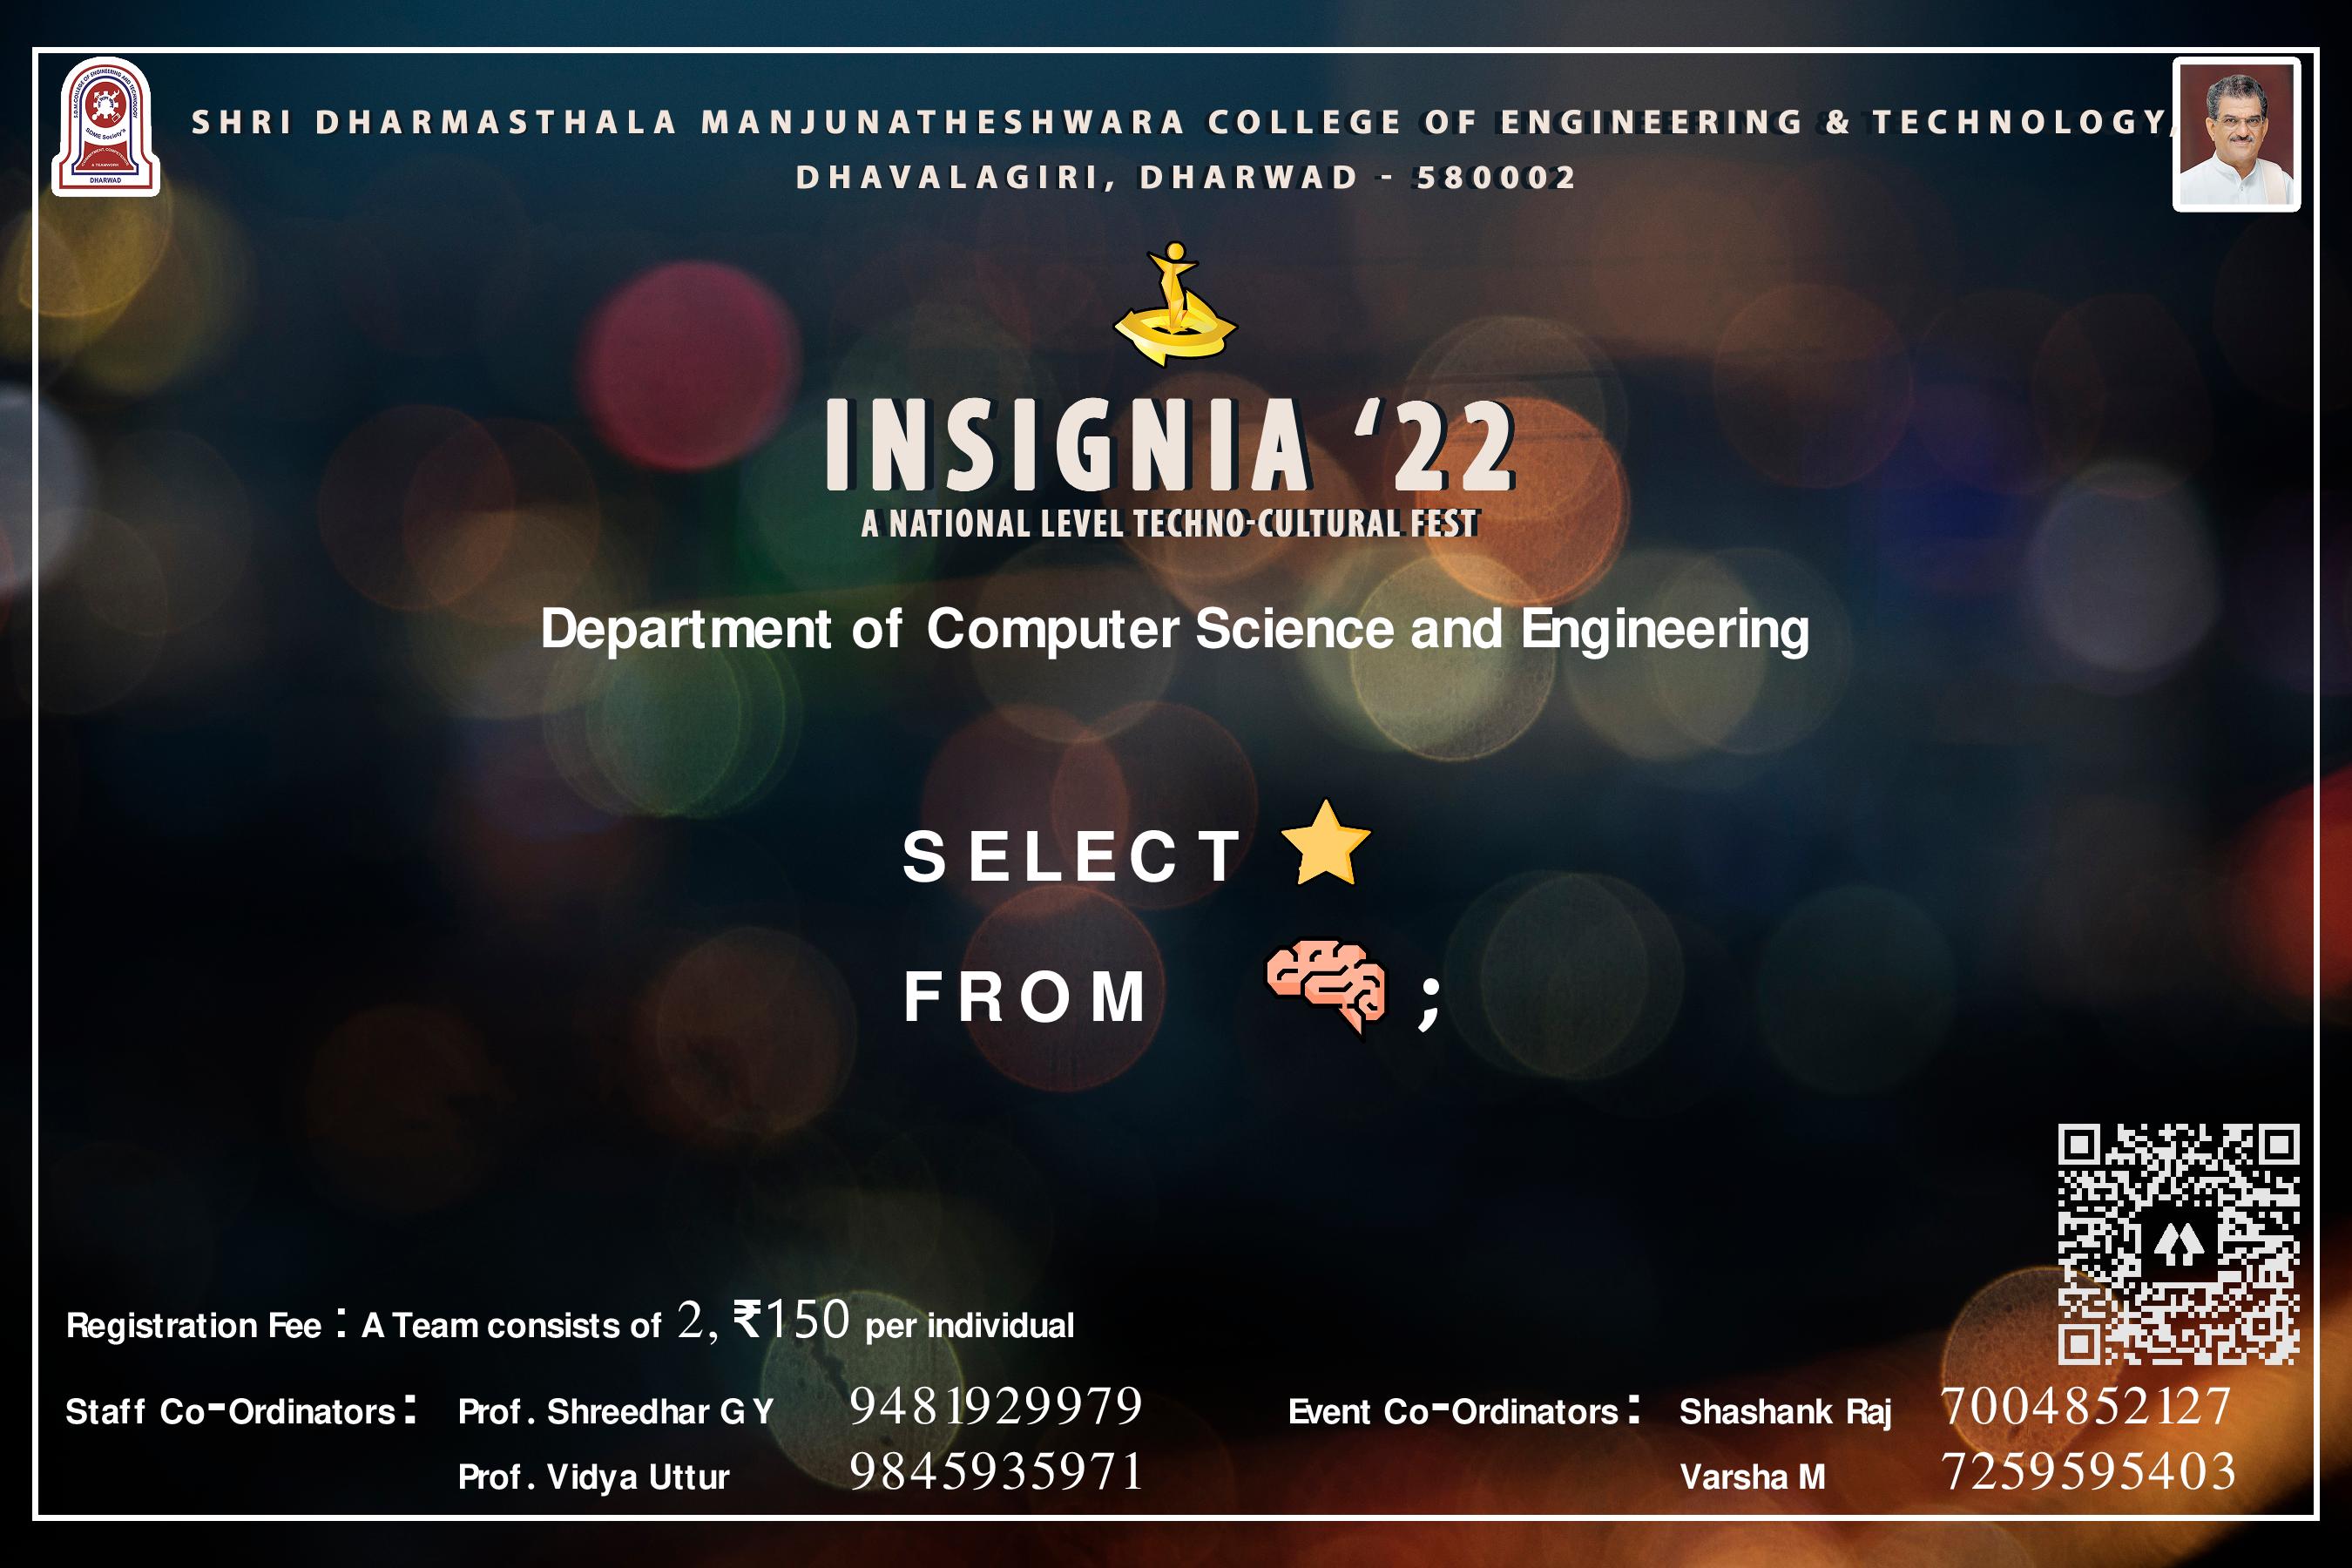 SHRI DHARMASTHALA MANJUNATHESHWARA COLLEGE OF ENGINEERING & TECHNOLOGY,
DHAVALAGIRI, DHARWAD - 580002
SDME Society's
DHARWAD
INSIGNIA ‘22
A NATIONAL LEVEL TECHNO-CULTURAL FEST
Department of Computer Science and Engineering
SELECT
FROM ;
Registration Fee : A Team consists of 2, ₹150 per individual
Staff Co-Ordinators : Prof. Shreedhar G Y 9481929979 Event Co-Ordinators : Shashank Raj 7004852127
Prof. Vidya Uttur 9845935971 Varsha M 7259595403